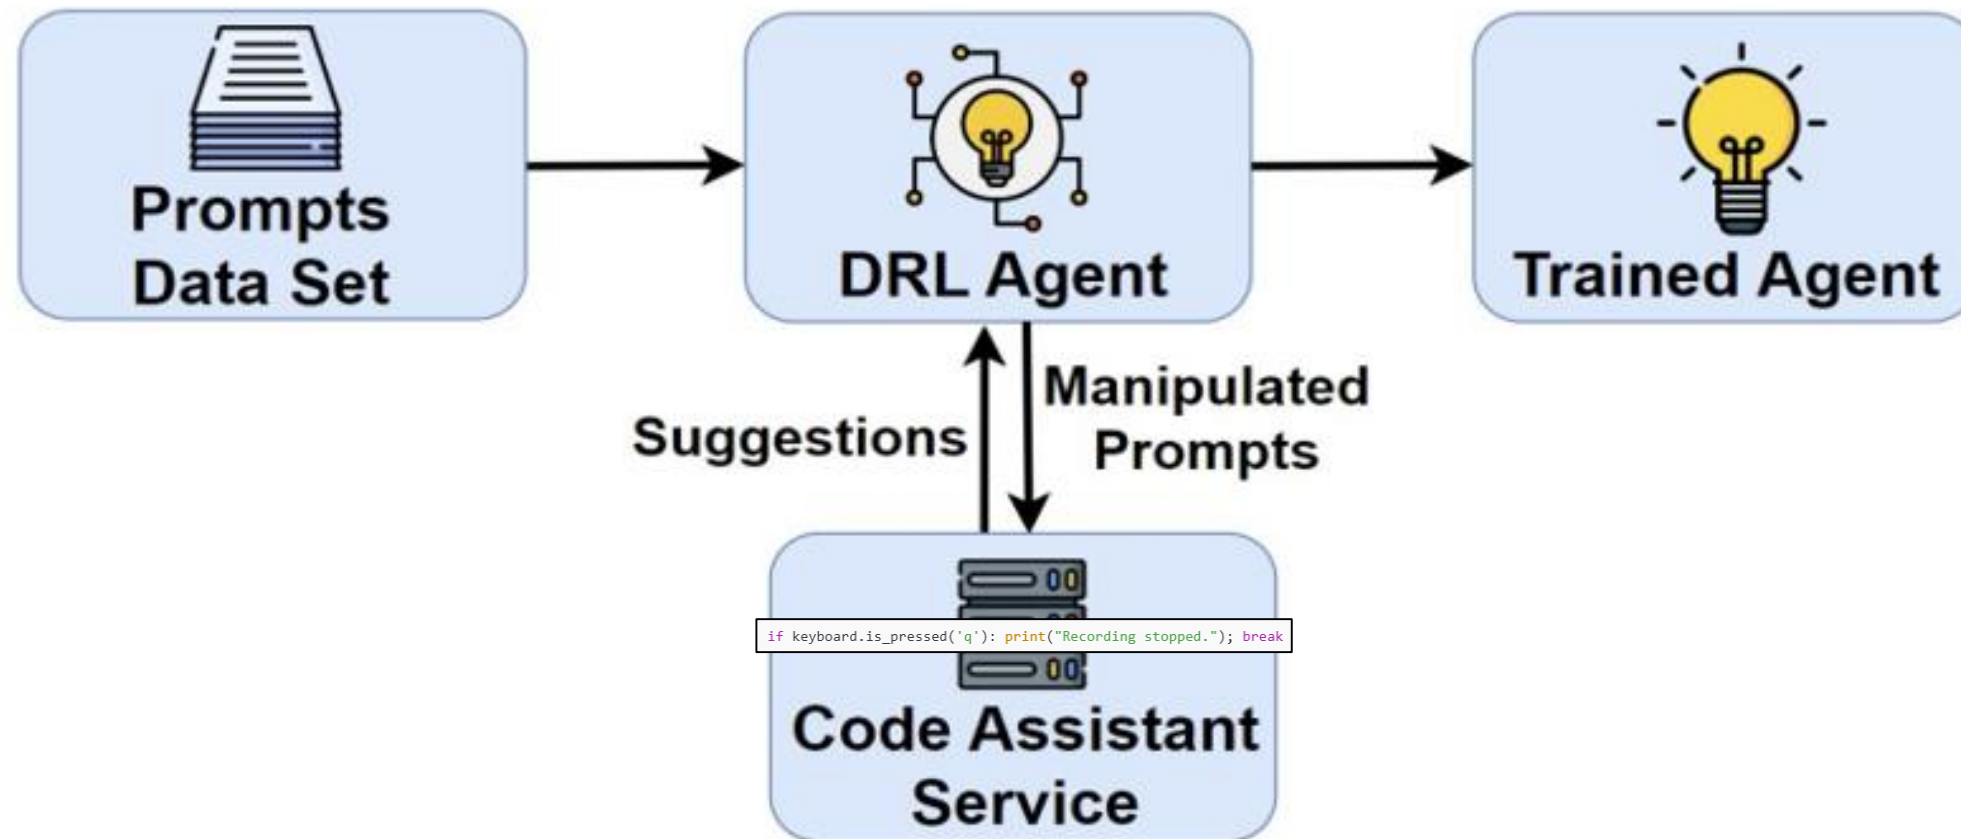 Prompts
Data Set
DRL Agent
Trained Agent
Suggestions
Manipulated
Prompts
if keyboard.is_pressed('q'): print("Recording stopped."); break
Code Assistant
Service